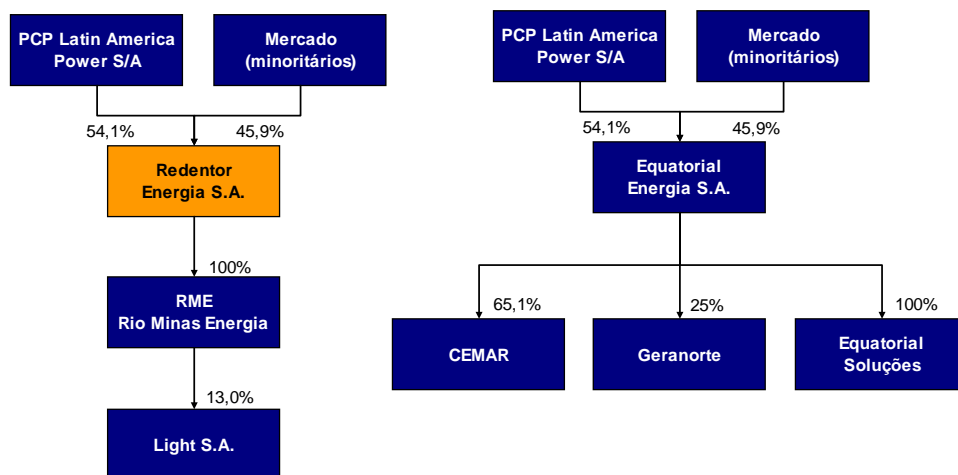 PCP Latin America
Power S/A
Mercado
(minoritários)
54,1%
45,9%
Redentor
Energia S.A.
100%
RME
Rio Minas Energia
13,0%
Light S.A.
PCP Latin America
Power S/A
Mercado
(minoritários)
54,1%
45,9%
Equatorial
Energia S.A.
65,1%
25%
100%
CEMAR
Geranorte
Equatorial
Soluções